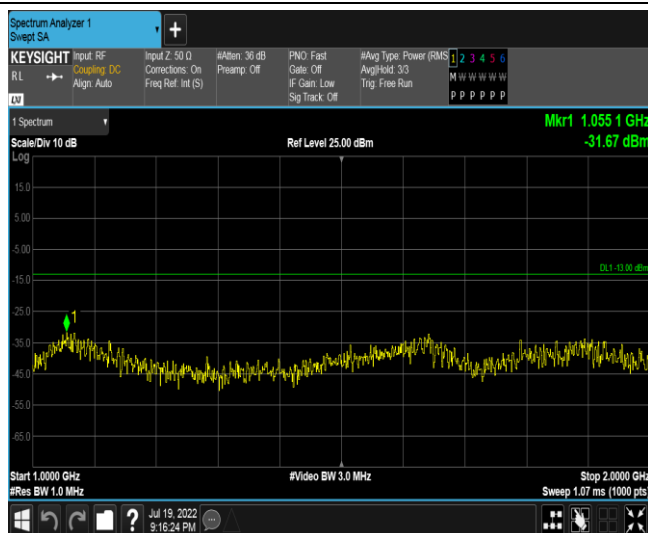 Spectrum Analyzer 1
Swept SA
+
KEYSIGHT
RL
Input: RF
Coupling: DC
Align: Auto
Input Z: 50 Ω
Corrections: On
Freq Ref: Int (S)
#Atten: 36 dB
Preamp: Off
PNO: Fast
Gate: Off
IF Gain: Low
Sig Track: Off
#Avg Type: Power (RMS
Avg|Hold: 3/3
Trig: Free Run
1 2 3 4 5 6
M W W W W W
P P P P P P
1 Spectrum
Mkr1 1.055 1 GHz
-31.67 dBm
Scale/Div 10 dB
Ref Level 25.00 dBm
Log
15.0
5.00
-5.00
DL1 -13.00 dBm
-15.0
-25.0
1
-35.0
-45.0
-55.0
-65.0
Start 1.0000 GHz
#Video BW 3.0 MHz
Stop 2.0000 GHz
#Res BW 1.0 MHz
Sweep 1.07 ms (1000 pts)
?
Jul 19, 2022
9:16:24 PM